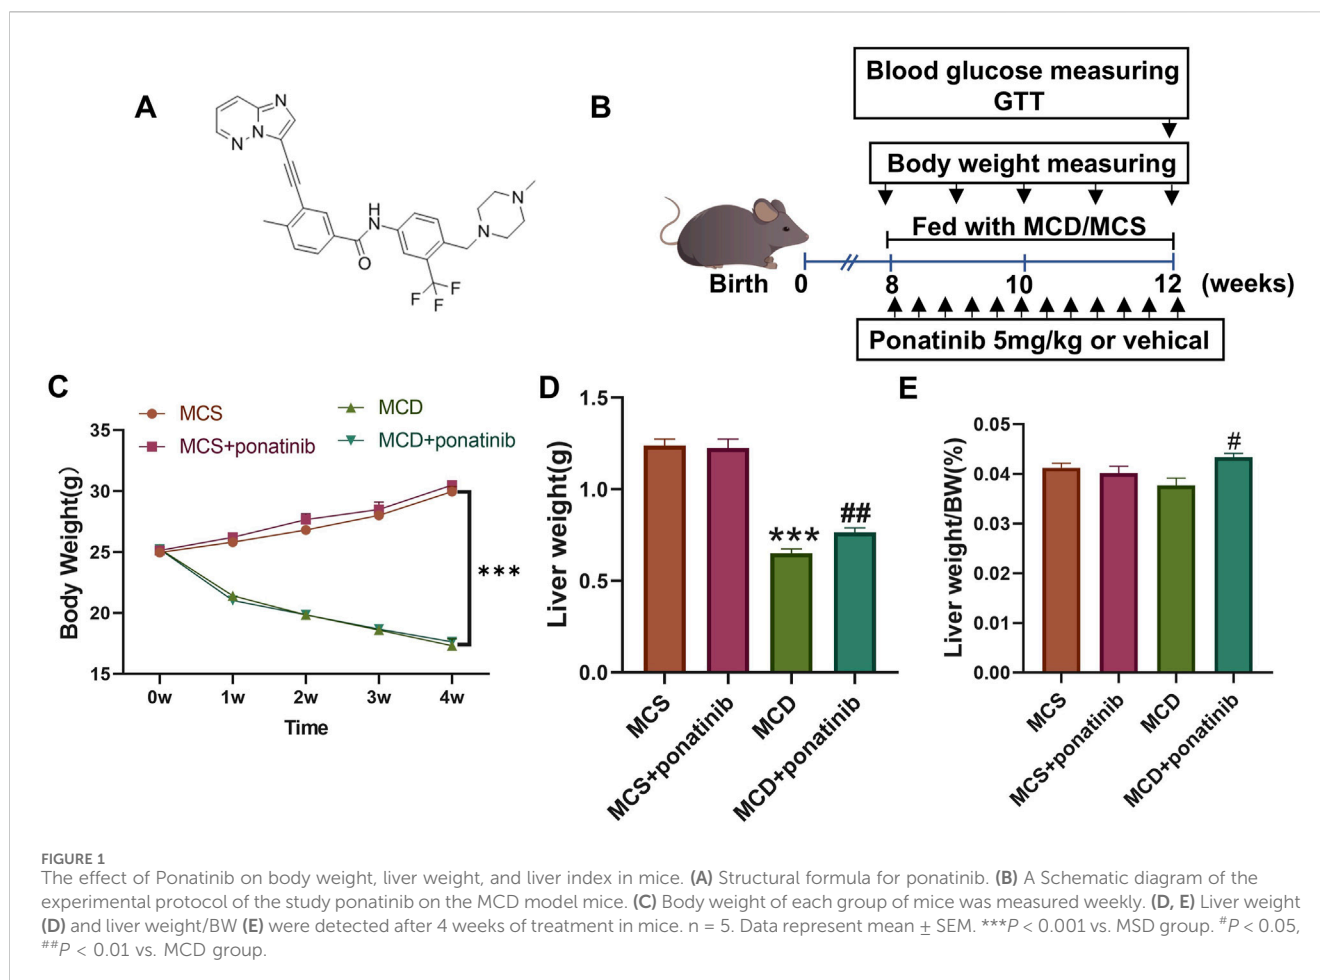 A
N
N
N
N
H
N
O
N
F
F
F
B
Blood glucose measuring
GTT
Body weight measuring
Fed with MCD/MCS
Birth 0 8 10 12 (weeks)
Ponatinib 5mg/kg or vehical
C
MCS
MCS+ponatinib
MCD
MCD+ponatinib
Body Weight(g)
35
30
25
20
15
***
0w 1w 2w 3w 4w
Time
D
Liver weight(g)
1.5
1.0
0.5
0.0
***
##
MCS
MCS+ponatinib
MCD
MCD+ponatinib
E
Liver weight/BW(%)
0.05
0.04
0.03
0.02
0.01
0.00
#
MCS
MCS+ponatinib
MCD
MCD+ponatinib
FIGURE 1
The effect of Ponatinib on body weight, liver weight, and liver index in mice. (A) Structural formula for ponatinib. (B) A Schematic diagram of the
experimental protocol of the study ponatinib on the MCD model mice. (C) Body weight of each group of mice was measured weekly. (D, E) Liver weight
(D) and liver weight/BW (E) were detected after 4 weeks of treatment in mice. n = 5. Data represent mean ± SEM. ***P < 0.001 vs. MSD group. #P < 0.05,
##P < 0.01 vs. MCD group.